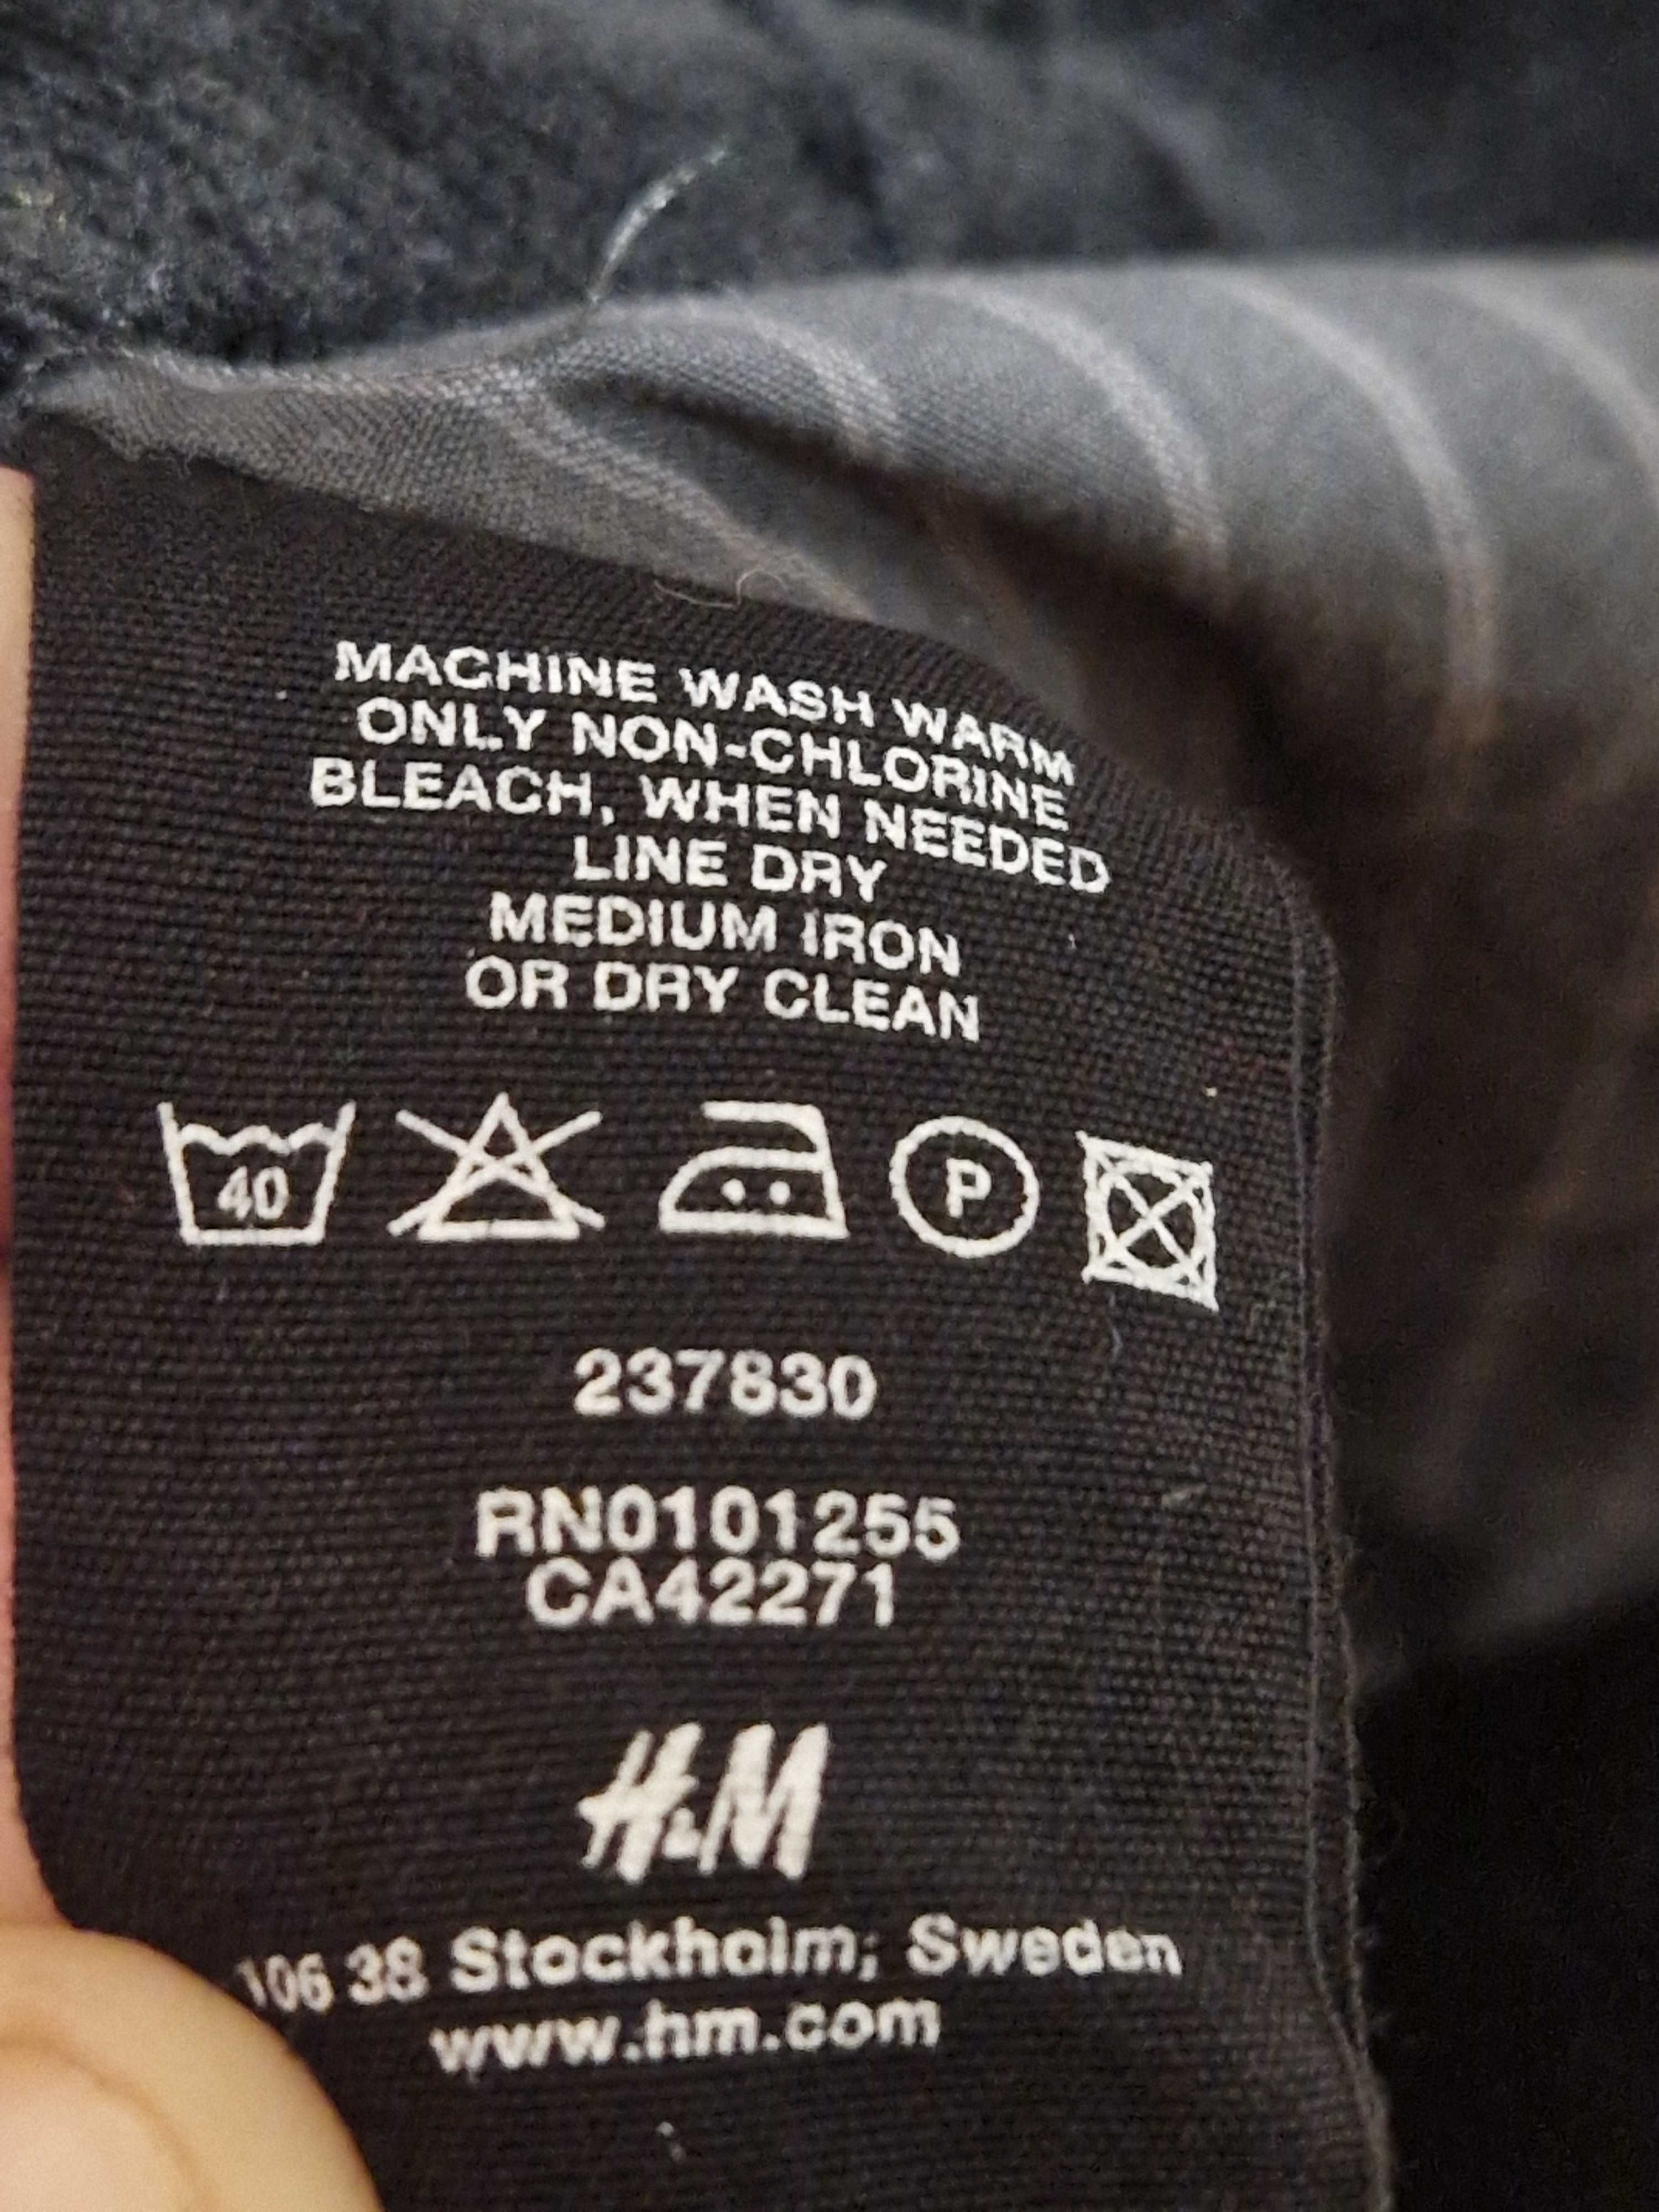 MACHINE WASH WARM
ONLY NON-CHLORINE
BLEACH, WHEN NEEDED
LINE DRY
MEDIUM IRON
OR DRY CLEAN
40
P
237830
RN0101255
CA42271
H&M
106 38 Stockholm, Sweden
www.hm.com